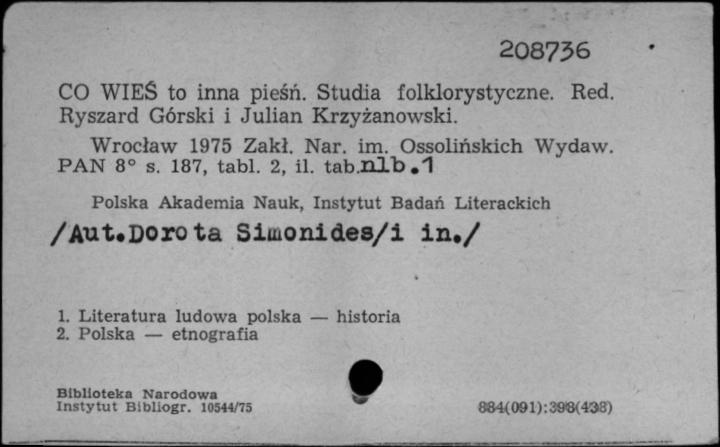 208736
CO WIEŚ to inna pieśń. Studia folklorystyczne. Red.
Ryszard Górski i Julian Krzyżanowski.
Wrocław 1975 Zakł. Nar. im. Ossolińskich Wydaw.
PAN 8° s. 187, tabl. 2, il. tab.nlb.1
Polska Akademia Nauk, Instytut Badań Literackich
/Aut.Dorota Simonides/i in./
1. Literatura ludowa polska — historia
2. Polska — etnografia
Biblioteka Narodowa
Instytut Bibliogr. 10544/75
884(091):398(438)